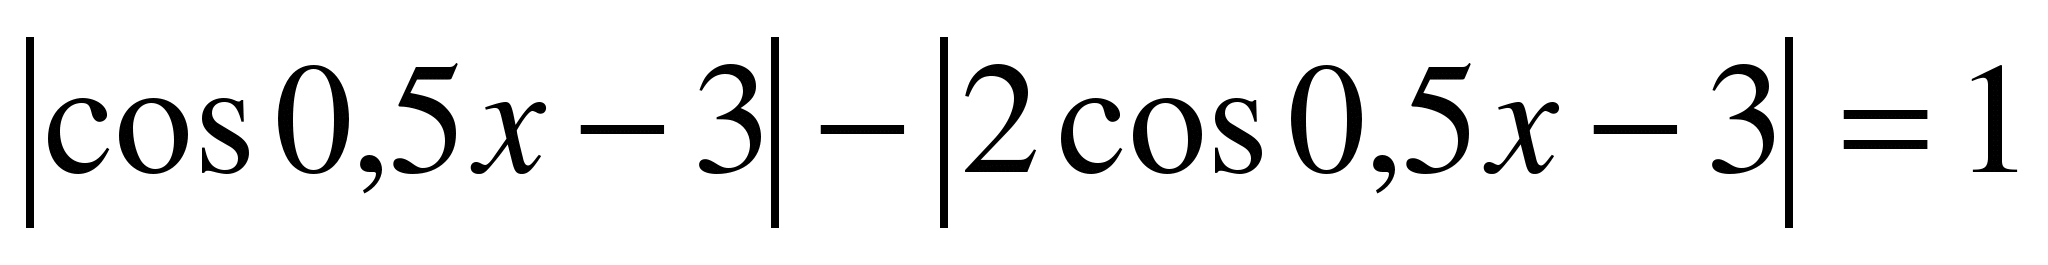 |cos 0,5x − 3| − |2 cos 0,5x − 3| = 1